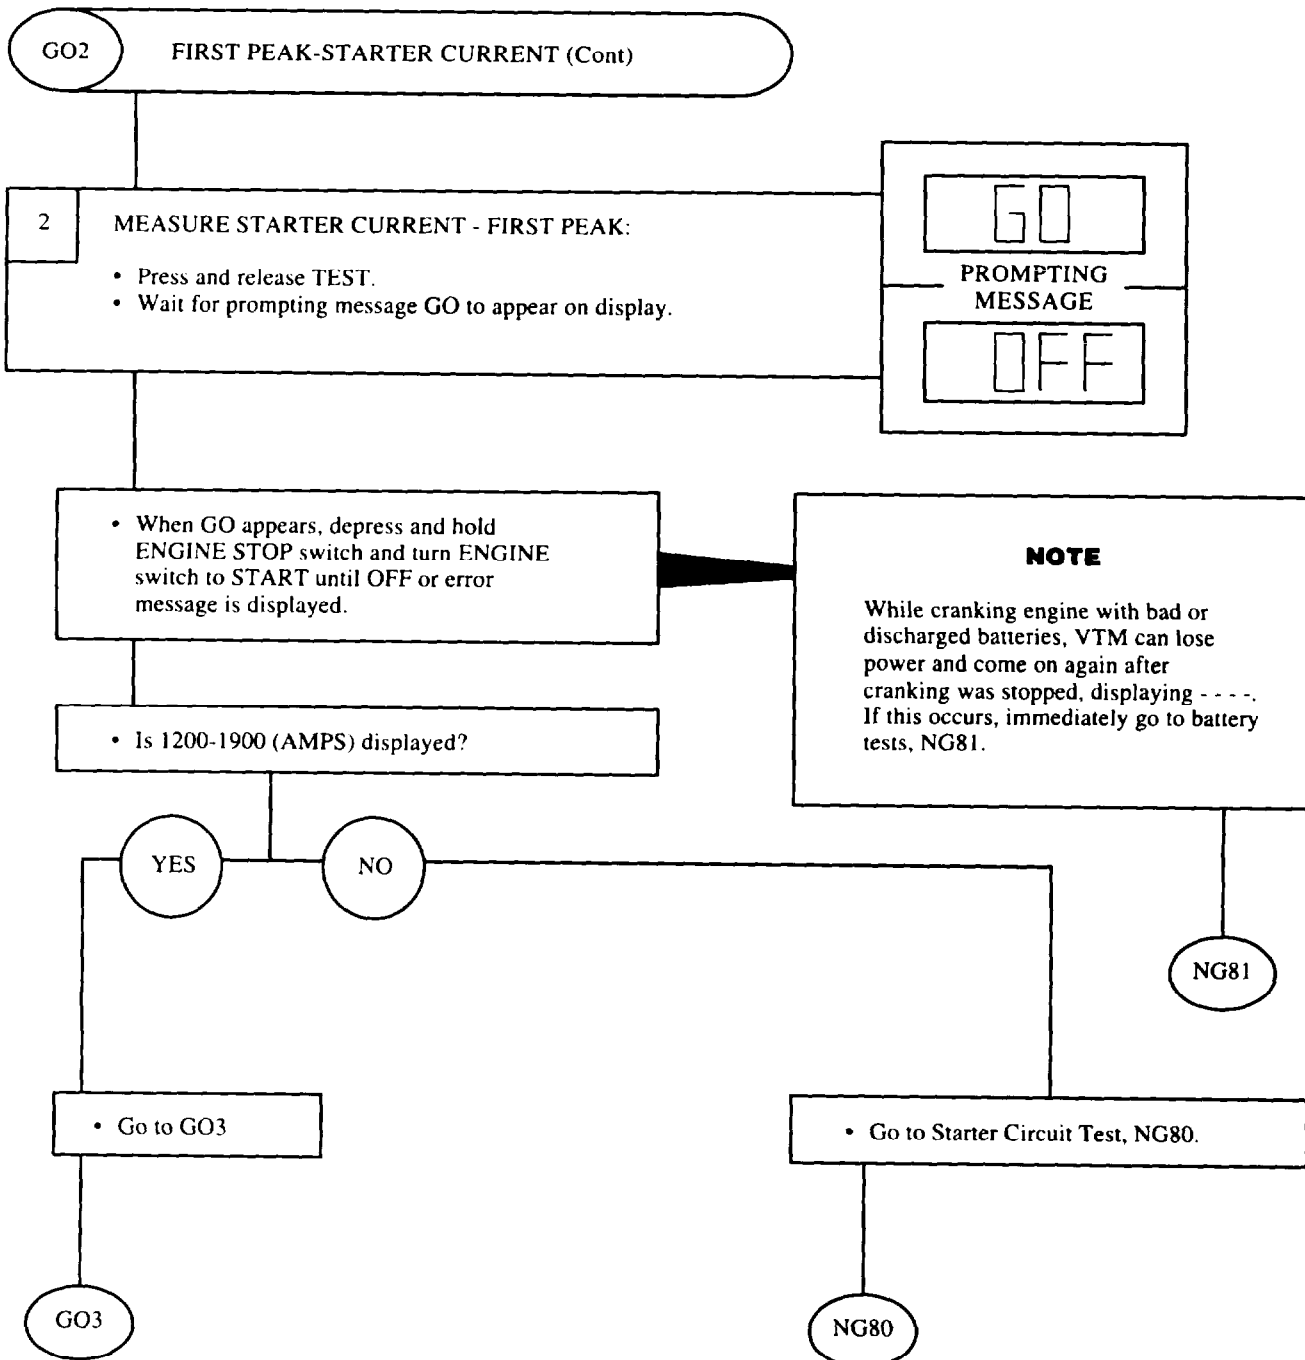 GO2
FIRST PEAK-STARTER CURRENT (Cont)
2
MEASURE STARTER CURRENT - FIRST PEAK:
• Press and release TEST.
• Wait for prompting message GO to appear on display.
GO
PROMPTING
MESSAGE
OFF
• When GO appears, depress and hold
ENGINE STOP switch and turn ENGINE
switch to START until OFF or error
message is displayed.
NOTE
While cranking engine with bad or
discharged batteries, VTM can lose
power and come on again after
cranking was stopped, displaying - - - -.
If this occurs, immediately go to battery
tests, NG81.
• Is 1200-1900 (AMPS) displayed?
YES
NO
NG81
• Go to GO3
• Go to Starter Circuit Test, NG80.
GO3
NG80